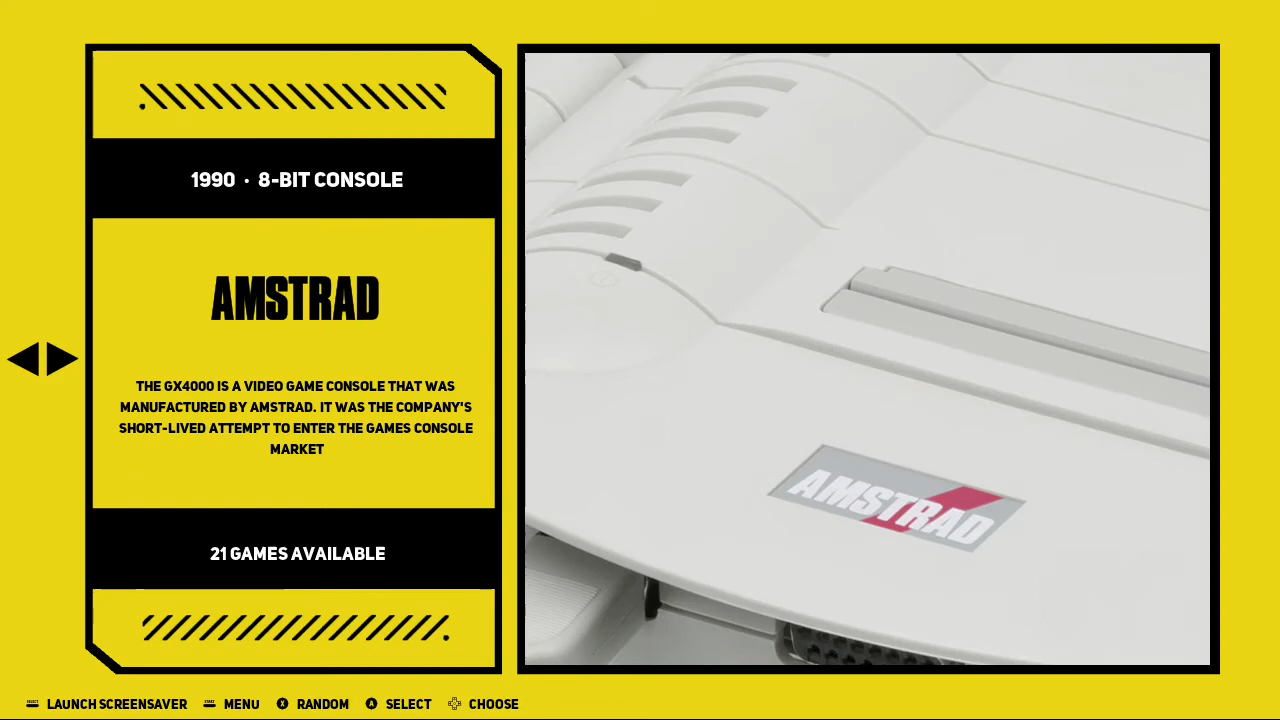 1990 · 8-BIT CONSOLE
AMSTRAD
THE GX4000 IS A VIDEO GAME CONSOLE THAT WAS
MANUFACTURED BY AMSTRAD. IT WAS THE COMPANY'S
SHORT-LIVED ATTEMPT TO ENTER THE GAMES CONSOLE
MARKET
21 GAMES AVAILABLE
AMSTRAD
SELECT LAUNCH SCREENSAVER START MENU X RANDOM A SELECT CHOOSE